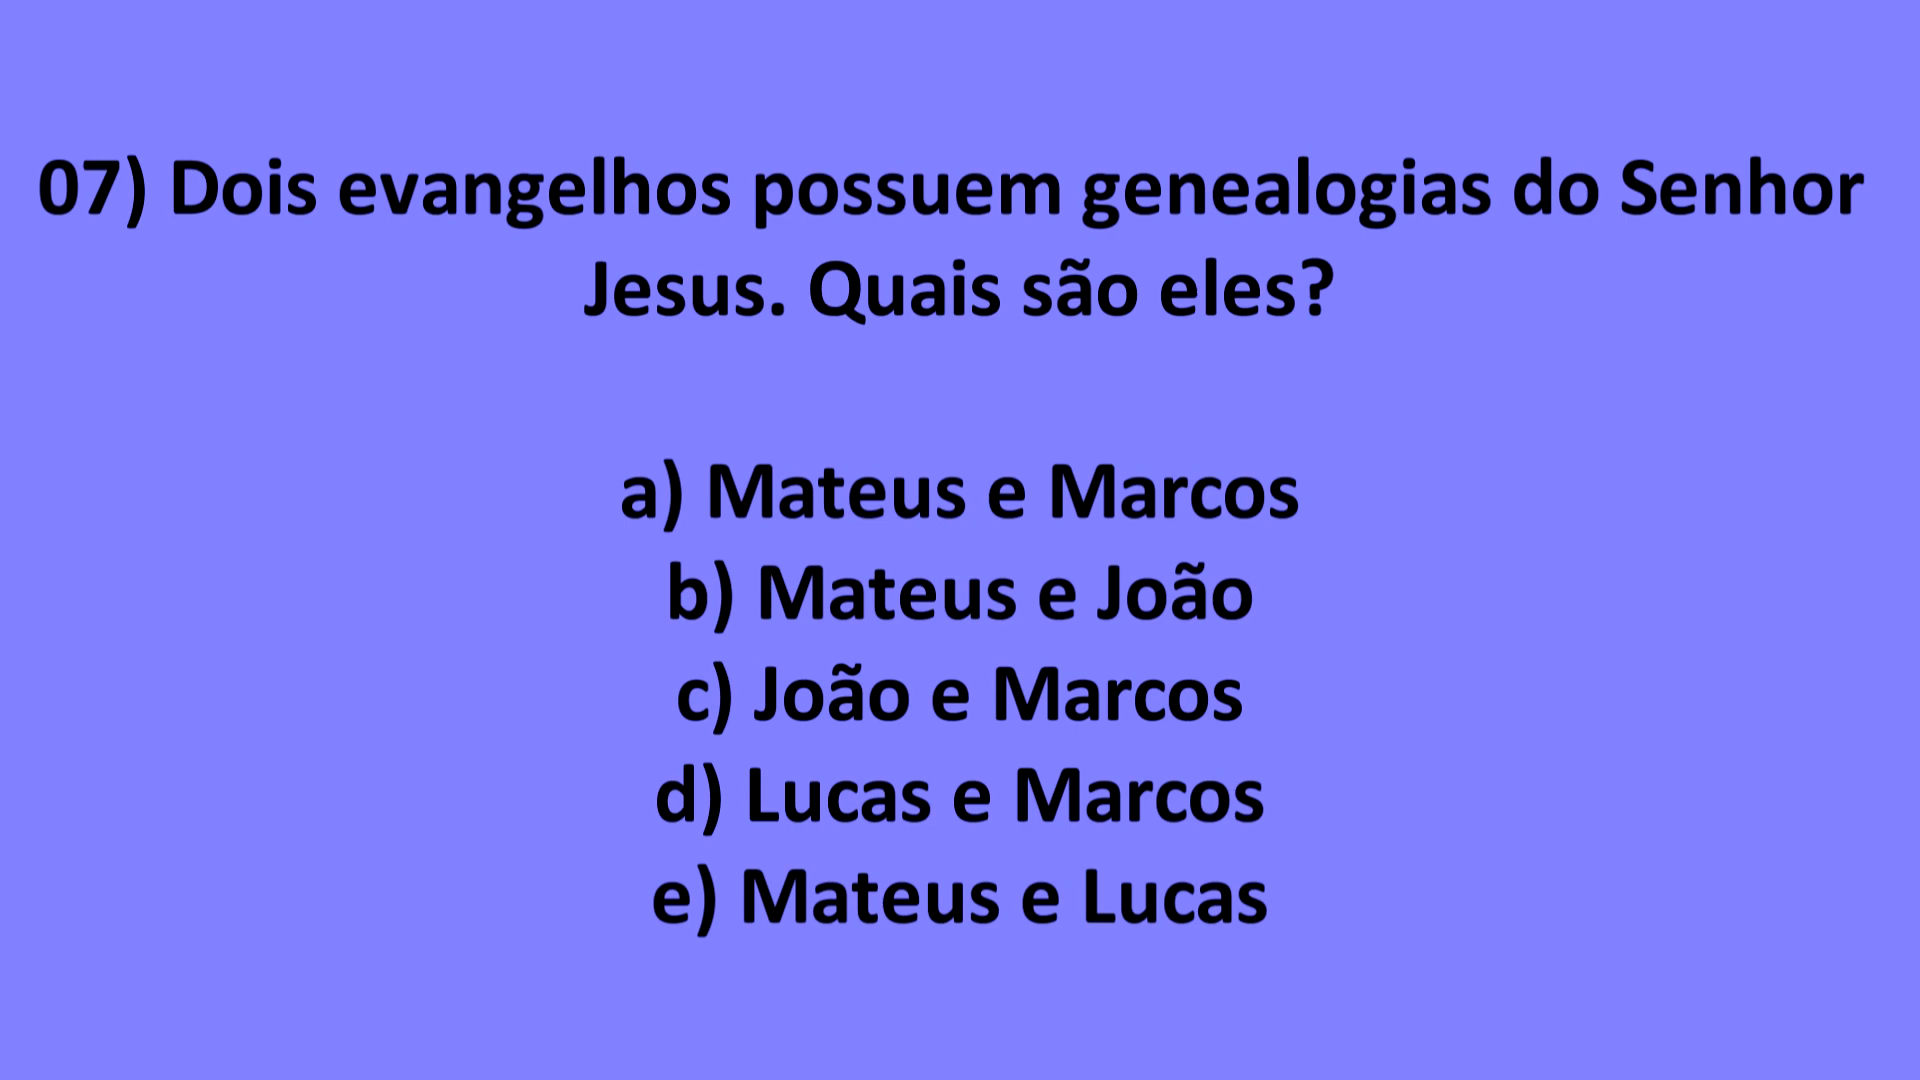 07) Dois evangelhos possuem genealogias do Senhor
Jesus. Quais são eles?
a) Mateus e Marcos
b) Mateus e João
c) João e Marcos
d) Lucas e Marcos
e) Mateus e Lucas